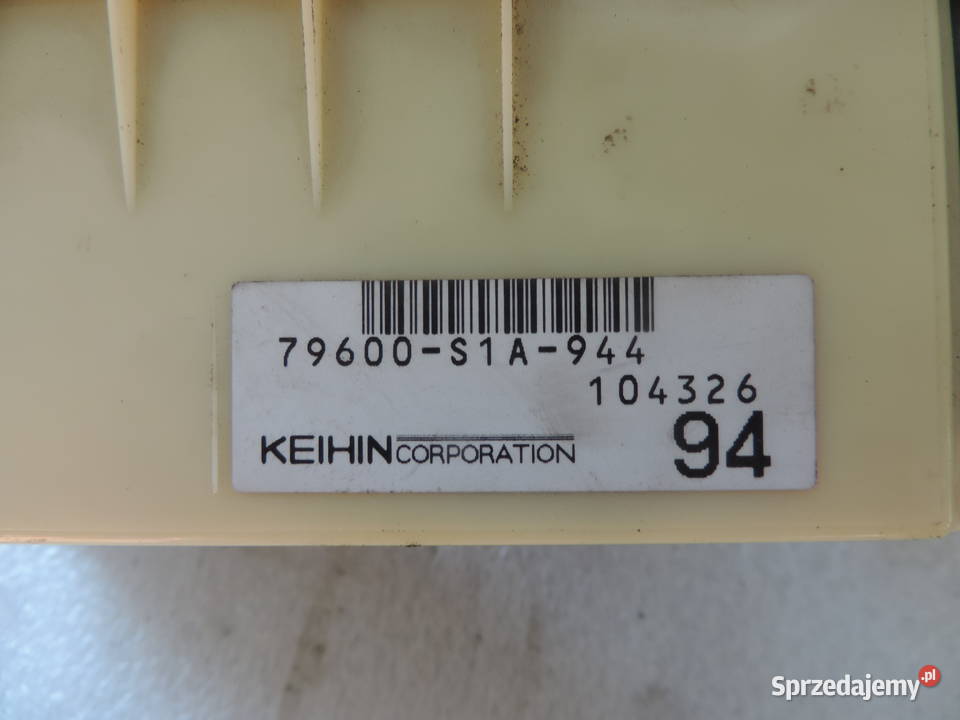 79600-S1A-944
104326
KEIHIN CORPORATION 94
Sprzedajemy.pl